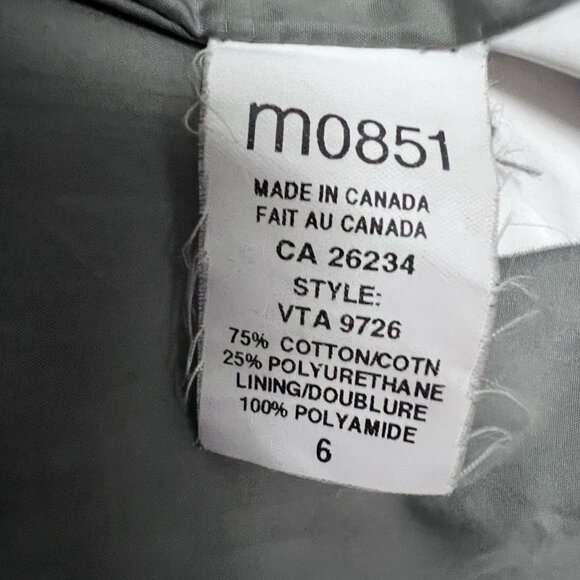 m0851
MADE IN CANADA
FAIT AU CANADA
CA 26234
STYLE:
VTA 9726
75% COTTON/COTN
25% POLYURETHANE
LINING/DOUBLURE
100% POLYAMIDE
6